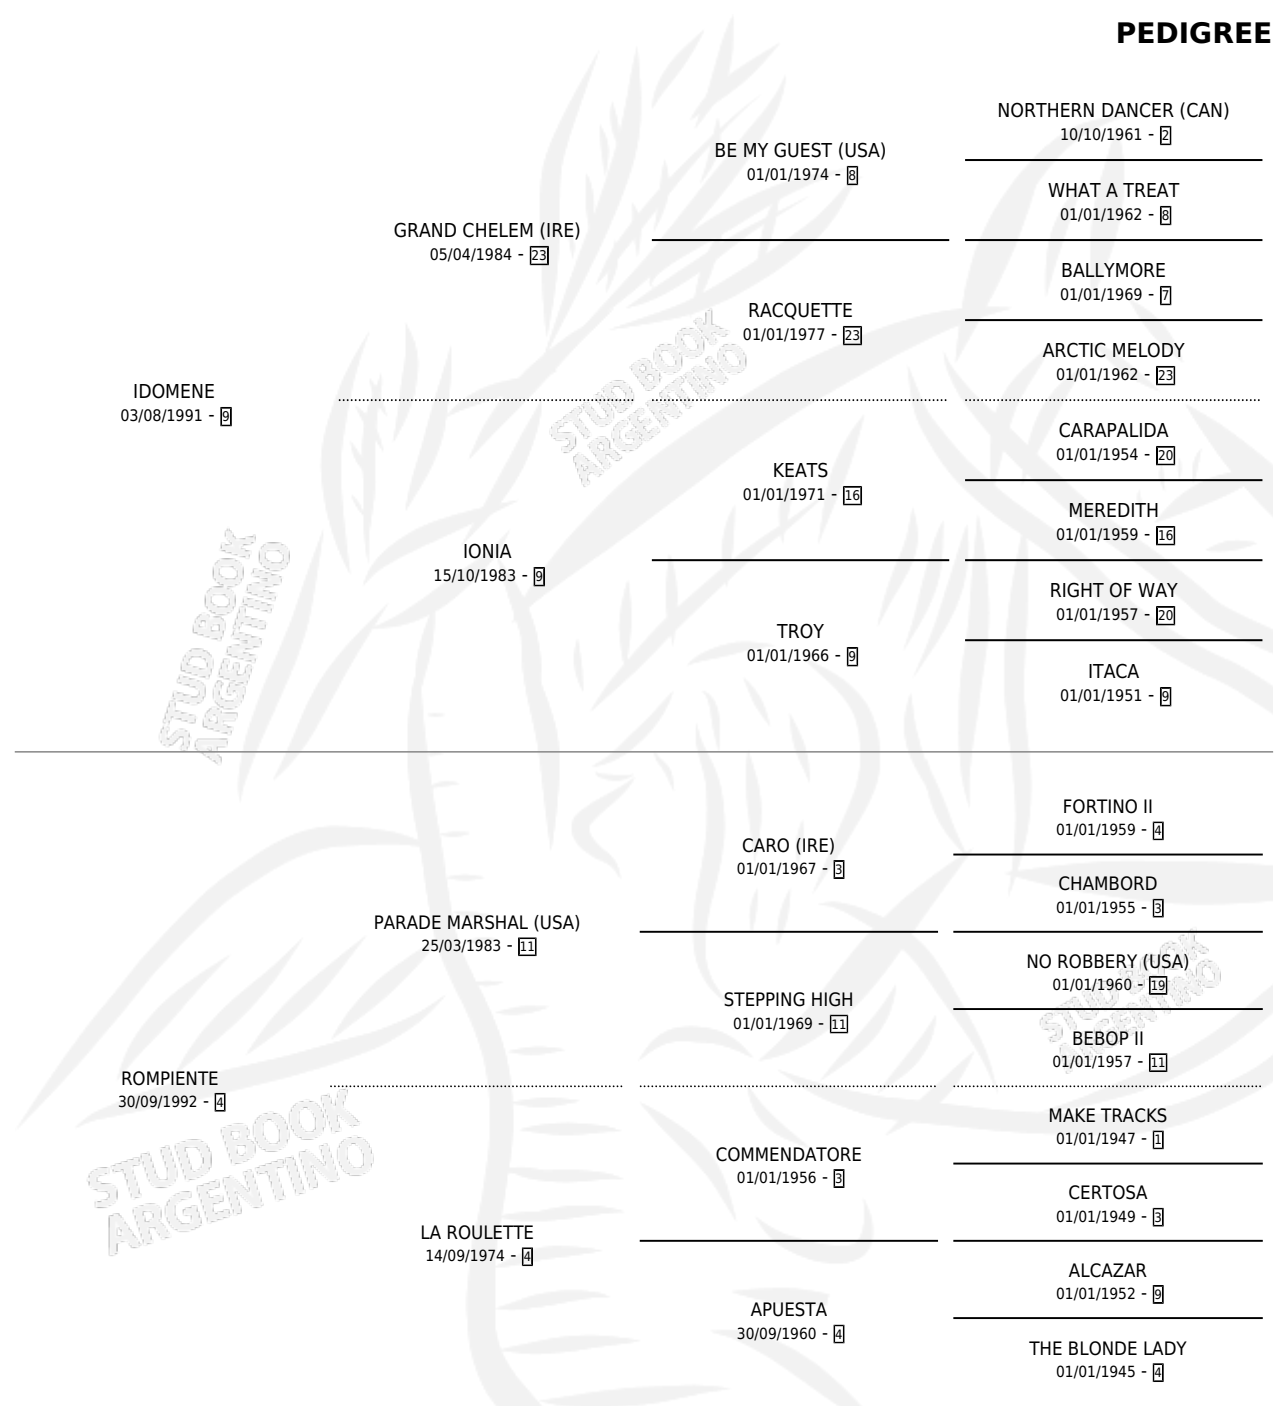 PEDIGREE
NORTHERN DANCER (CAN)
10/10/1961 - 2
BE MY GUEST (USA)
01/01/1974 - 8
WHAT A TREAT
01/01/1962 - 8
GRAND CHELEM (IRE)
05/04/1984 - 23
BALLYMORE
01/01/1969 - 7
RACQUETTE
01/01/1977 - 23
ARCTIC MELODY
01/01/1962 - 23
IDOMENE
03/08/1991 - 9
CARAPALIDA
01/01/1954 - 20
KEATS
01/01/1971 - 16
MEREDITH
01/01/1959 - 16
IONIA
15/10/1983 - 9
RIGHT OF WAY
01/01/1957 - 20
TROY
01/01/1966 - 9
ITACA
01/01/1951 - 9
FORTINO II
01/01/1959 - 4
CARO (IRE)
01/01/1967 - 3
CHAMBORD
01/01/1955 - 3
PARADE MARSHAL (USA)
25/03/1983 - 11
NO ROBBERY (USA)
01/01/1960 - 19
STEPPING HIGH
01/01/1969 - 11
BEBOP II
01/01/1957 - 11
ROMPIENTE
30/09/1992 - 4
MAKE TRACKS
01/01/1947 - 1
COMMENDATORE
01/01/1956 - 3
CERTOSA
01/01/1949 - 3
LA ROULETTE
14/09/1974 - 4
ALCAZAR
01/01/1952 - 9
APUESTA
30/09/1960 - 4
THE BLONDE LADY
01/01/1945 - 4
STUD BOOK
ARGENTINO
STUD BOOK
ARGENTINO
STUD BOOK
ARGENTINO
STUD BOOK
ARGENTINO